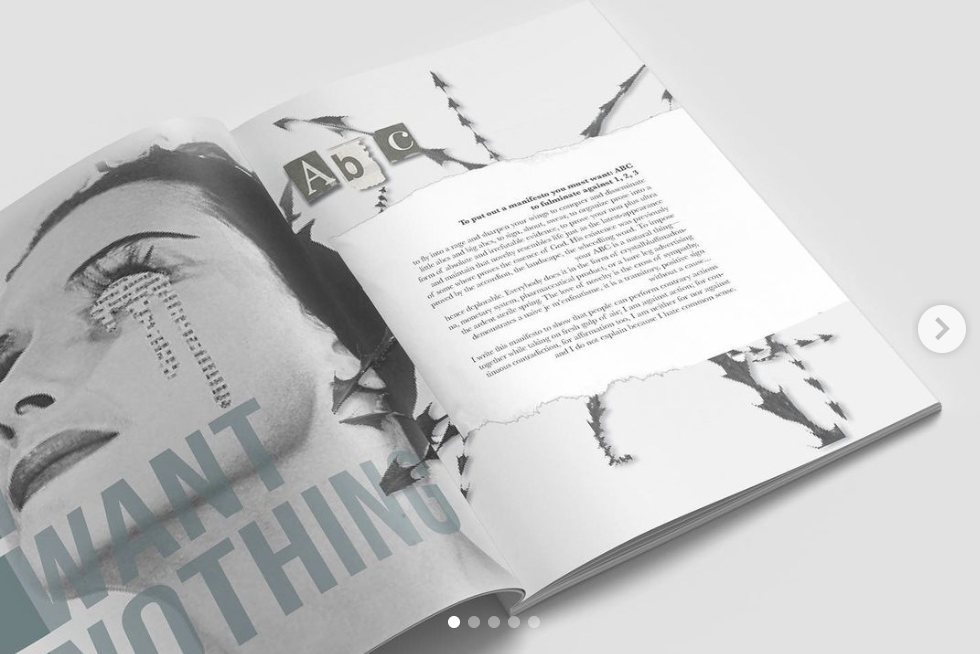 WANT
NOTHING
Abc
To put out a manifesto you must want: ABC
to fulminate against 1, 2, 3
to fly into a rage and sharpen your wings to conquer and disseminate
little abcs and big abcs, to sign, shout, swear, to organize prose into a
form of absolute and irrefutable evidence, to prove your non plus ultra
and maintain that novelty resembles life just as the latest-appearance
of some whore proves the essence of God. His existence was previously
proved by the accordion, the landscape, the wheedling word. To impose
your ABC is a natural thing
hence deplorable. Everybody does it in the form of
monetary system, pharmaceutical product, or a bare leg advertising
the ardent sterile spring. The love of novelty is the cross of sympathy,
demonstrates a naive it is a transitory, positive sign
without a cause...
I write this manifesto to show that people can perform contrary actions
together while taking on fresh gulp of air; I am against action; for con-
tinuous contradiction, for affirmation too, I am neither for nor against
and I do not explain because I hate common sense.